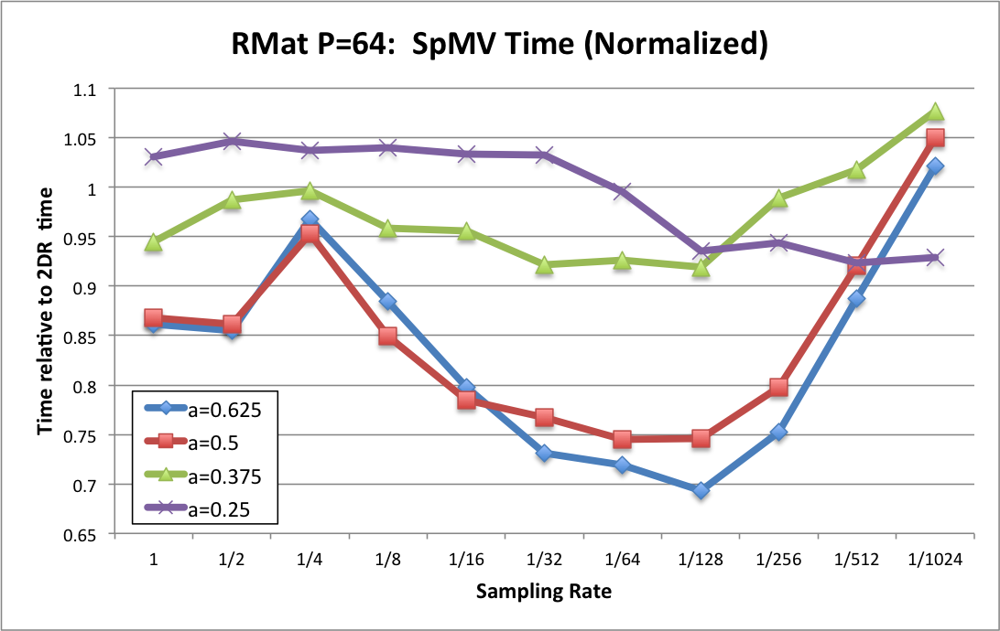 RMat P=64:  SpMV Time (Normalized)
1.1
1.05
1
0.95
0.9
0.85
0.8
0.75
0.7
0.65
Time relative to 2DR  time
a=0.625
a=0.5
a=0.375
a=0.25
1 1/2 1/4 1/8 1/16 1/32 1/64 1/128 1/256 1/512 1/1024
Sampling Rate